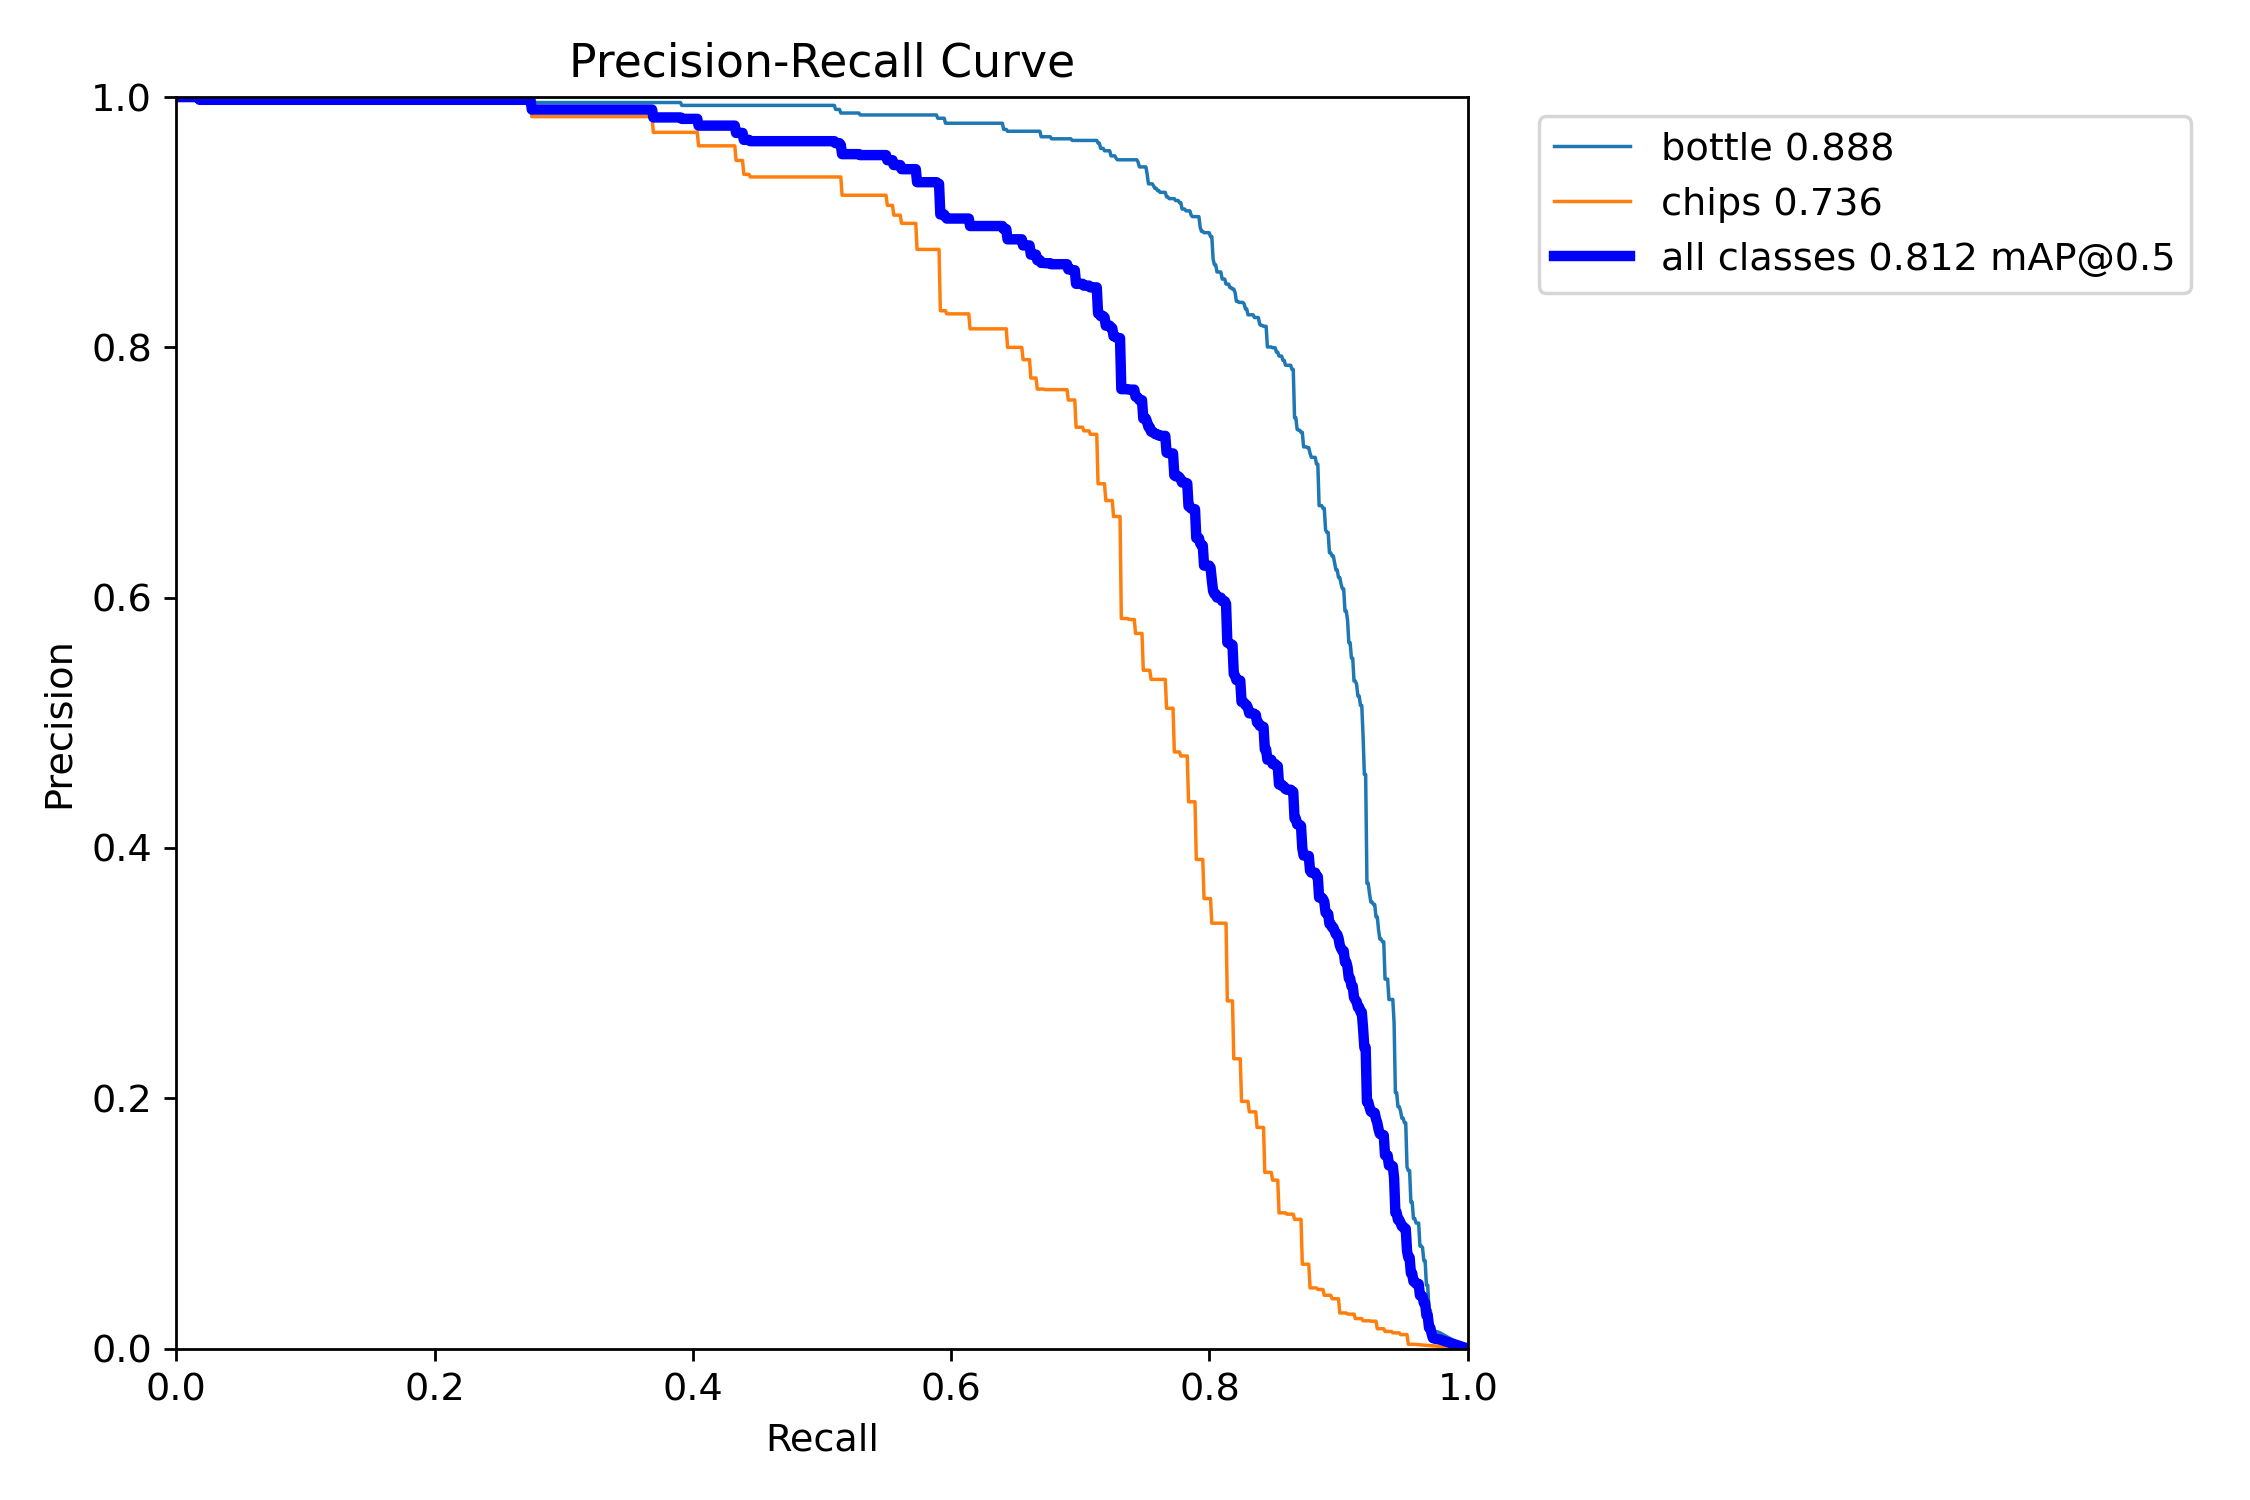 Precision-Recall Curve
bottle 0.888
chips 0.736
all classes 0.812 mAP@0.5
Precision
1.0
0.8
0.6
0.4
0.2
0.0
0.0 0.2 0.4 0.6 0.8 1.0
Recall